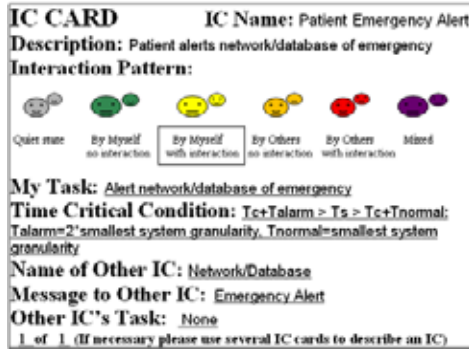 IC CARD IC Name: Patient Emergency Alert
Description: Patient alerts network/database of emergency
Interaction Pattern:
Quiet state By Myself By Myself By Others By Others Mixed
no interaction with interaction no interaction with interaction
My Task: Alert network/database of emergency
Time Critical Condition: Tc+Talarm > Ts > Tc+Tnormal;
Talarm=2*smallest system granularity, Tnormal=smallest system
granularity
Name of Other IC: Network/Database
Message to Other IC: Emergency Alert
Other IC's Task: None
1 of 1 (If necessary please use several IC cards to describe an IC)